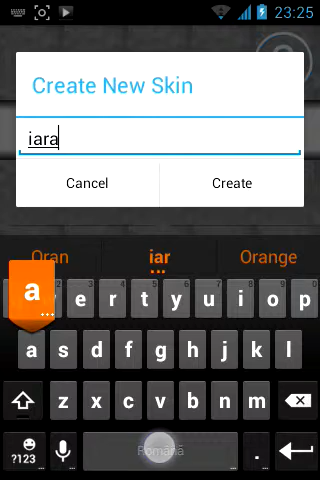 23:25
Create New Skin
iara
Cancel Create
Oran iar Orange
a e r t y u i o p
a s d f g h j k l
z x c v b n m
?123 Română .